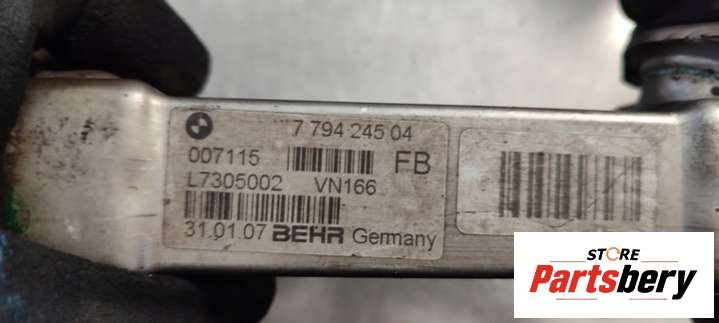 7 794 245 04
007115 FB
L7305002 VN166
31.01.07 BEHR Germany
STORE
Partsbery